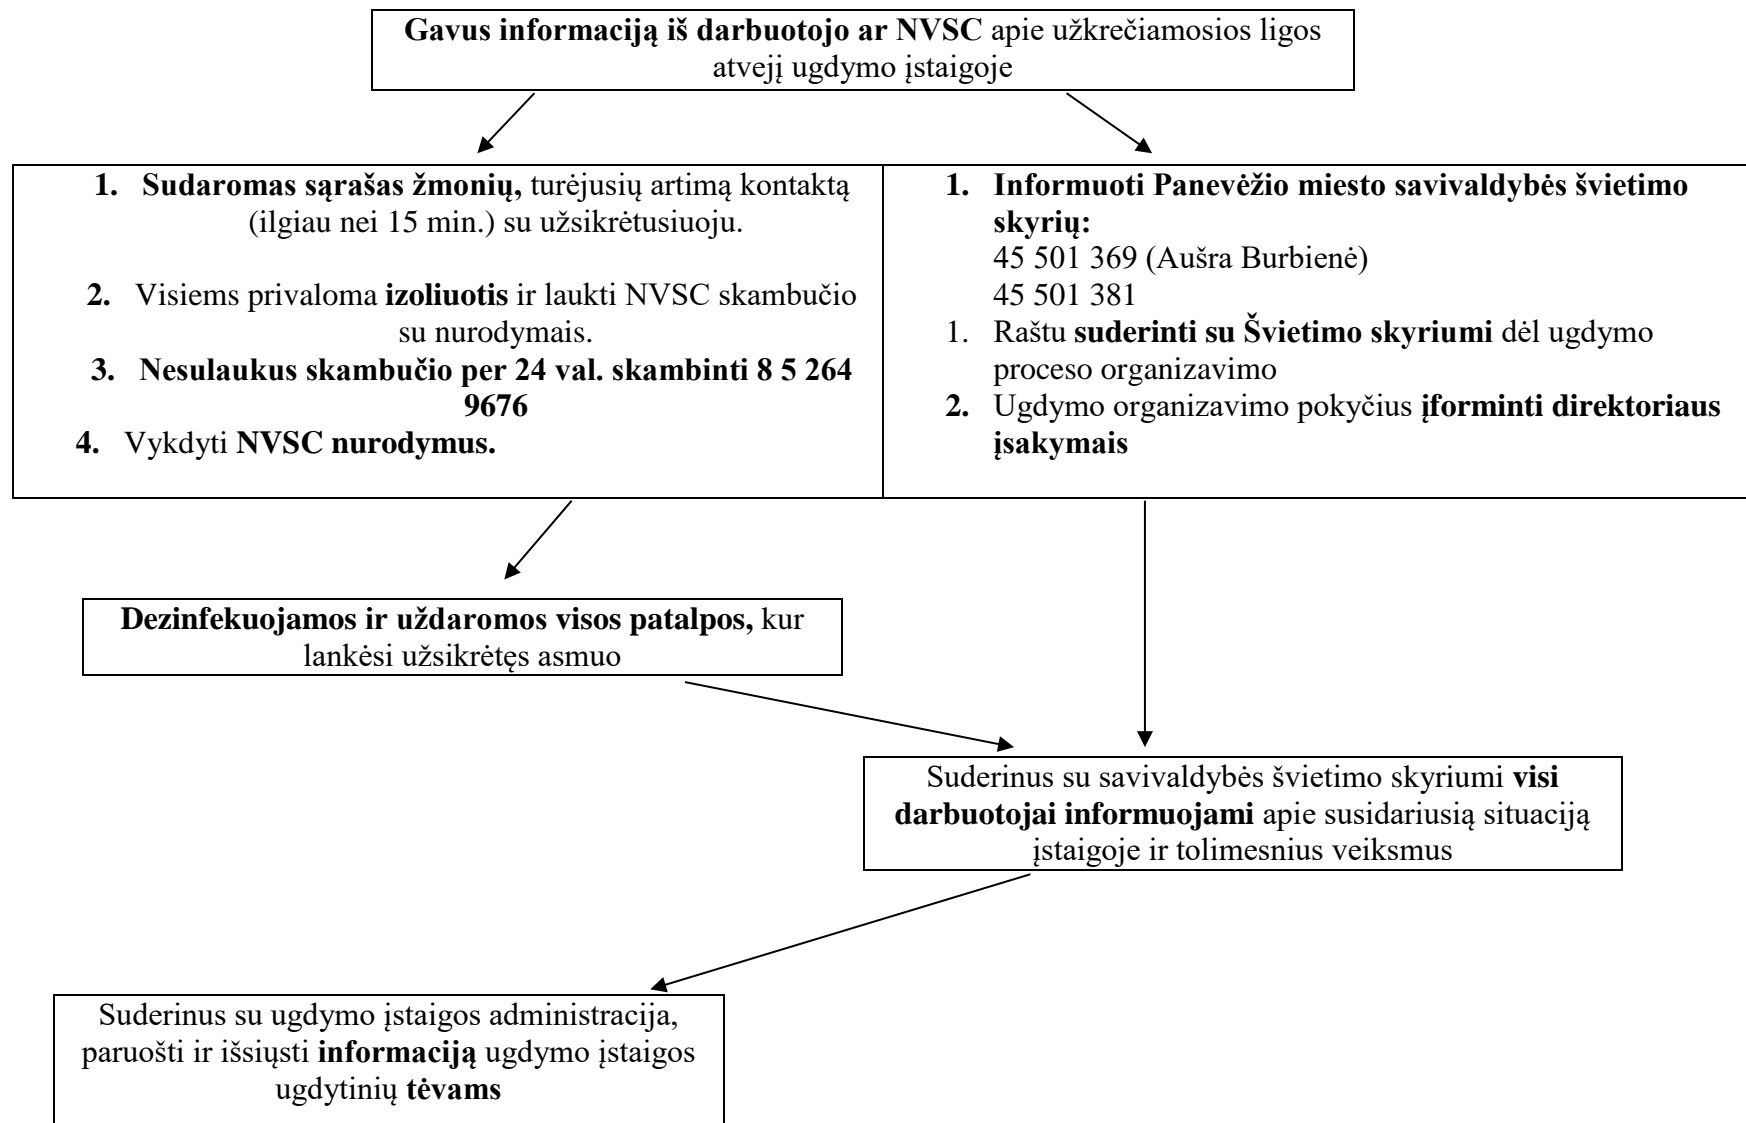 Gavus informaciją iš darbuotojo ar NVSC apie užkrečiamosios ligos
atvejį ugdymo įstaigoje
1. Sudaromas sąrašas žmonių, turėjusių artimą kontaktą
(ilgiau nei 15 min.) su užsikrėtusiuoju.
2. Visiems privaloma izoliuotis ir laukti NVSC skambučio
su nurodymais.
3. Nesulaukus skambučio per 24 val. skambinti 8 5 264
9676
4. Vykdyti NVSC nurodymus.
1. Informuoti Panevėžio miesto savivaldybės švietimo
skyrių:
45 501 369 (Aušra Burbienė)
45 501 381
1. Raštu suderinti su Švietimo skyriumi dėl ugdymo
proceso organizavimo
2. Ugdymo organizavimo pokyčius įforminti direktoriaus
įsakymais
Dezinfekuojamos ir uždaromos visos patalpos, kur
lankėsi užsikrėtęs asmuo
Suderinus su savivaldybės švietimo skyriumi visi
darbuotojai informuojami apie susidariusią situaciją
įstaigoje ir tolimesnius veiksmus
Suderinus su ugdymo įstaigos administracija,
paruošti ir išsiųsti informaciją ugdymo įstaigos
ugdytinių tėvams